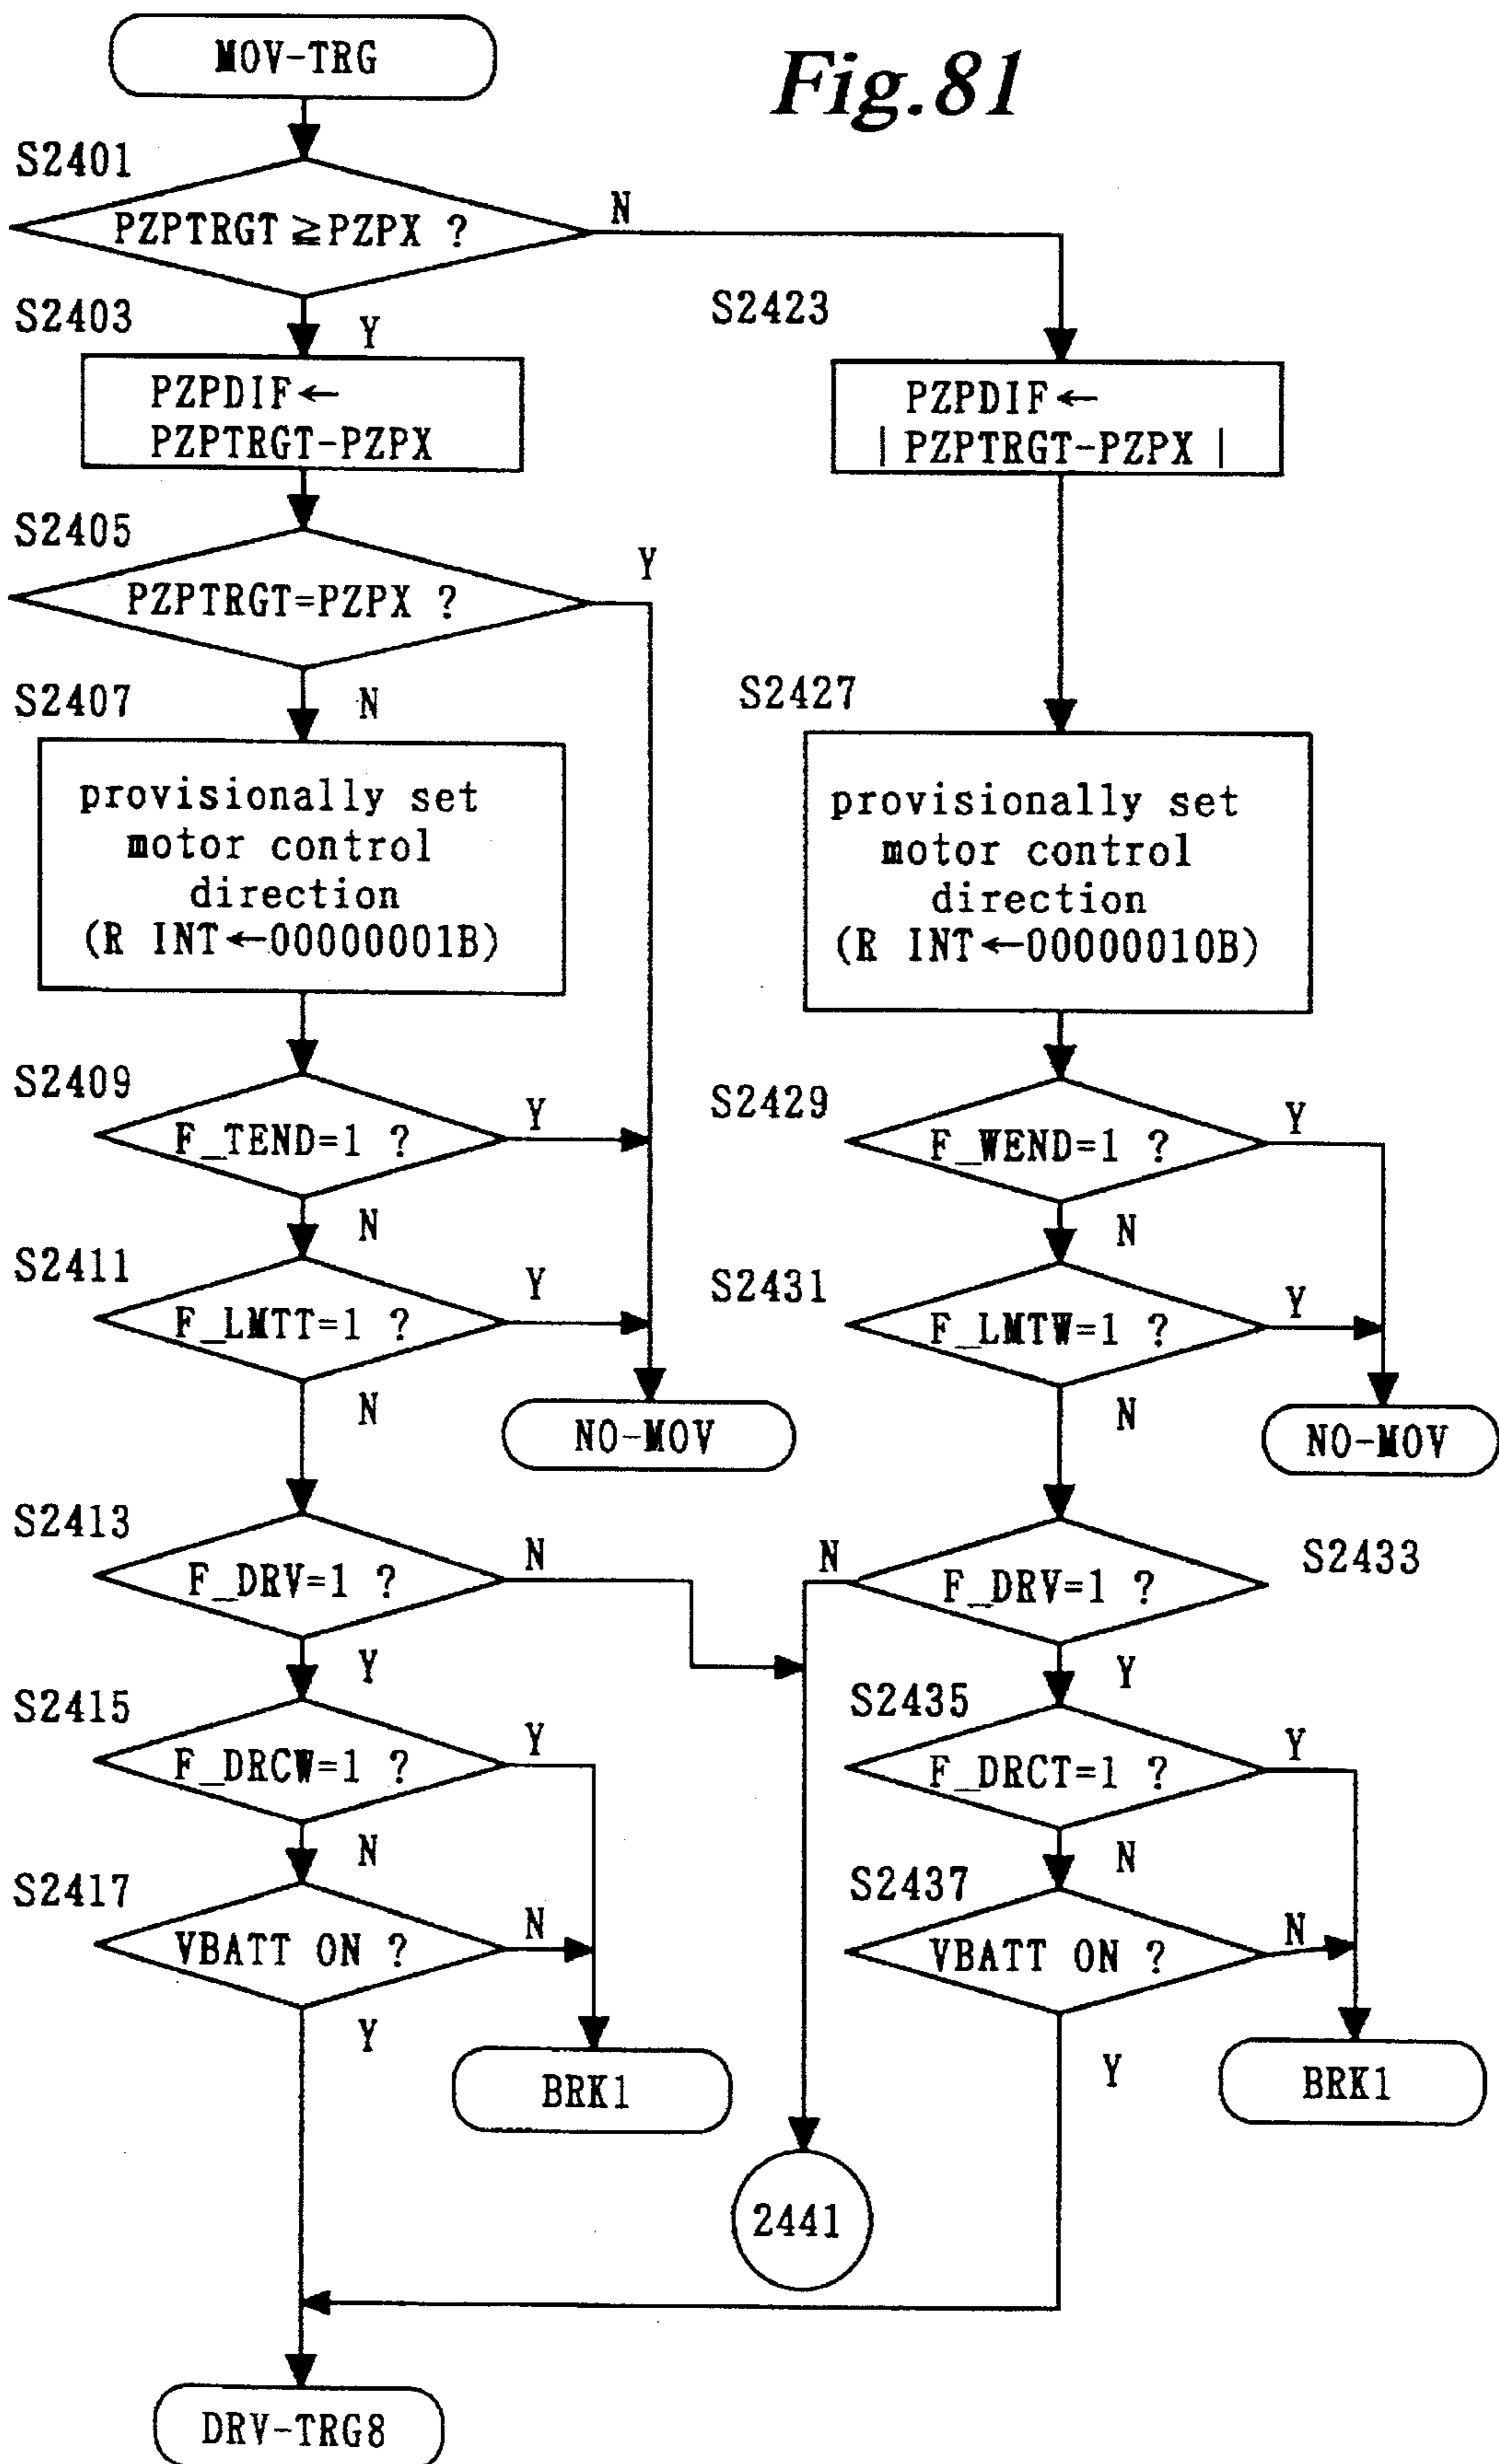 MOV-TRG
Fig.81
S2401
PZPTRGT≧PZPX ?
N
Y
S2403
PZPDIF←
PZPTRGT-PZPX
S2423
PZPDIF←
| PZPTRGT-PZPX |
S2405
PZPTRGT=PZPX ?
Y
N
S2407
provisionally set
motor control
direction
(R INT←00000001B)
S2427
provisionally set
motor control
direction
(R INT←00000010B)
S2409
F_TEND=1 ?
Y
N
S2429
F_WEND=1 ?
Y
N
S2411
F_LMTT=1 ?
Y
N
S2431
F_LMTW=1 ?
Y
N
NO-MOV
NO-MOV
S2413
F_DRV=1 ?
N
Y
S2433
F_DRV=1 ?
N
Y
S2415
F_DRCW=1 ?
Y
N
S2435
F_DRCT=1 ?
Y
N
S2417
VBATT ON ?
N
Y
S2437
VBATT ON ?
N
Y
BRK1
BRK1
2441
DRV-TRG8